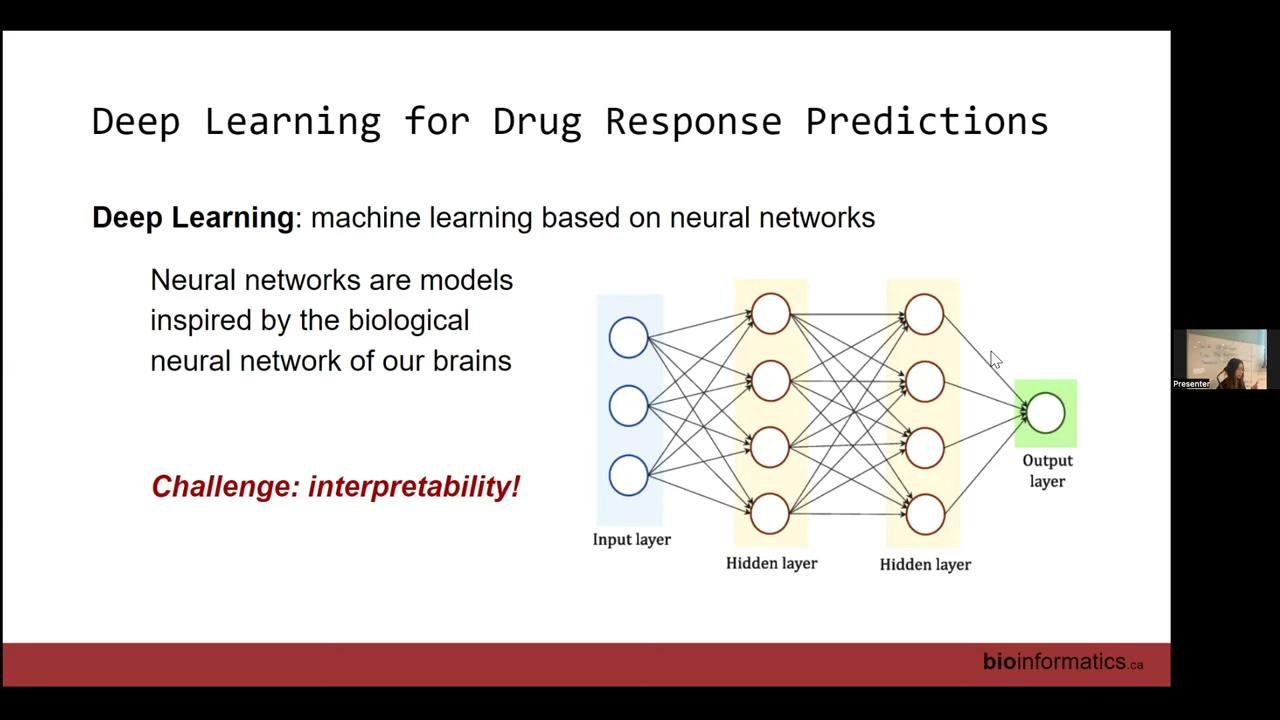 Deep Learning for Drug Response Predictions
Deep Learning: machine learning based on neural networks
Neural networks are models
inspired by the biological
neural network of our brains
Challenge: interpretability!
Input layer
Hidden layer
Hidden layer
Output
layer
Presenter
bioinformatics.ca